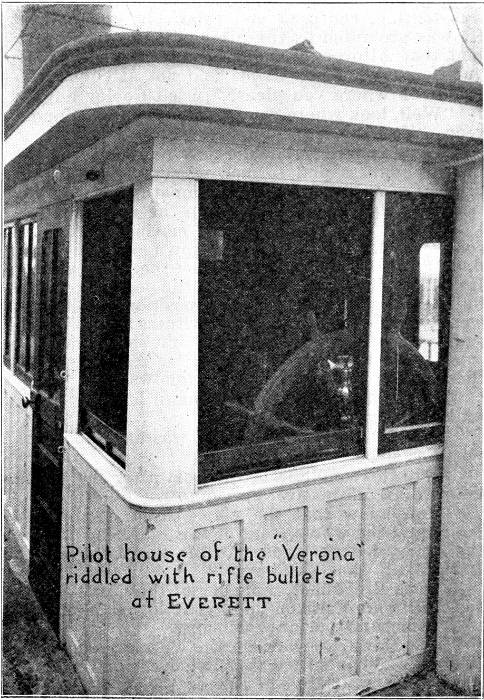 Pilot house of the "Verona"
riddled with rifle bullets
at EVERETT